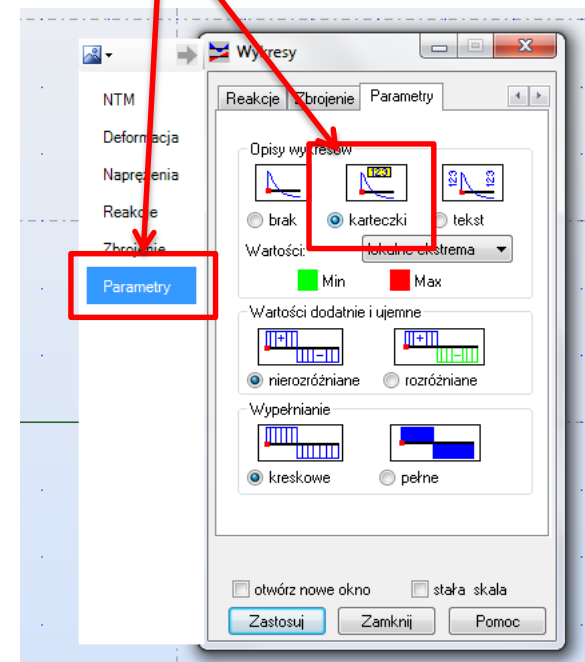 Wykresy
NTM
Deformacja
Naprężenia
Reakcje
Zbrojenie
Parametry
Reakcje Zbrojenie Parametry
Opisy wykresów
123 123 123
brak karteczki tekst
Wartości: lokalne ekstrema
Min Max
Wartości dodatnie i ujemne
nierozróżniane rozróżniane
Wypełnianie
kreskowe pełne
otwórz nowe okno stała skala
Zastosuj Zamknij Pomoc